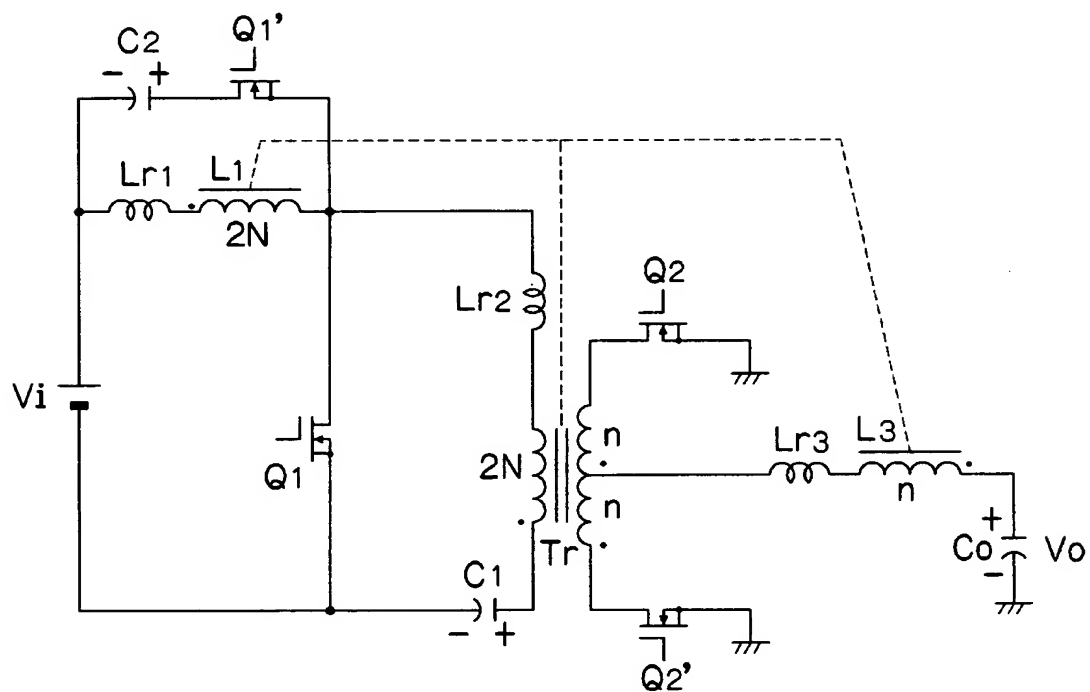 C2
Q1'
- +
Lr1
L1
2N
Lr2
Q2
Vi
Q1
2N
n
n
Lr3
L3
n
Tr
C1
- +
Q2'
+
Co
-
Vo